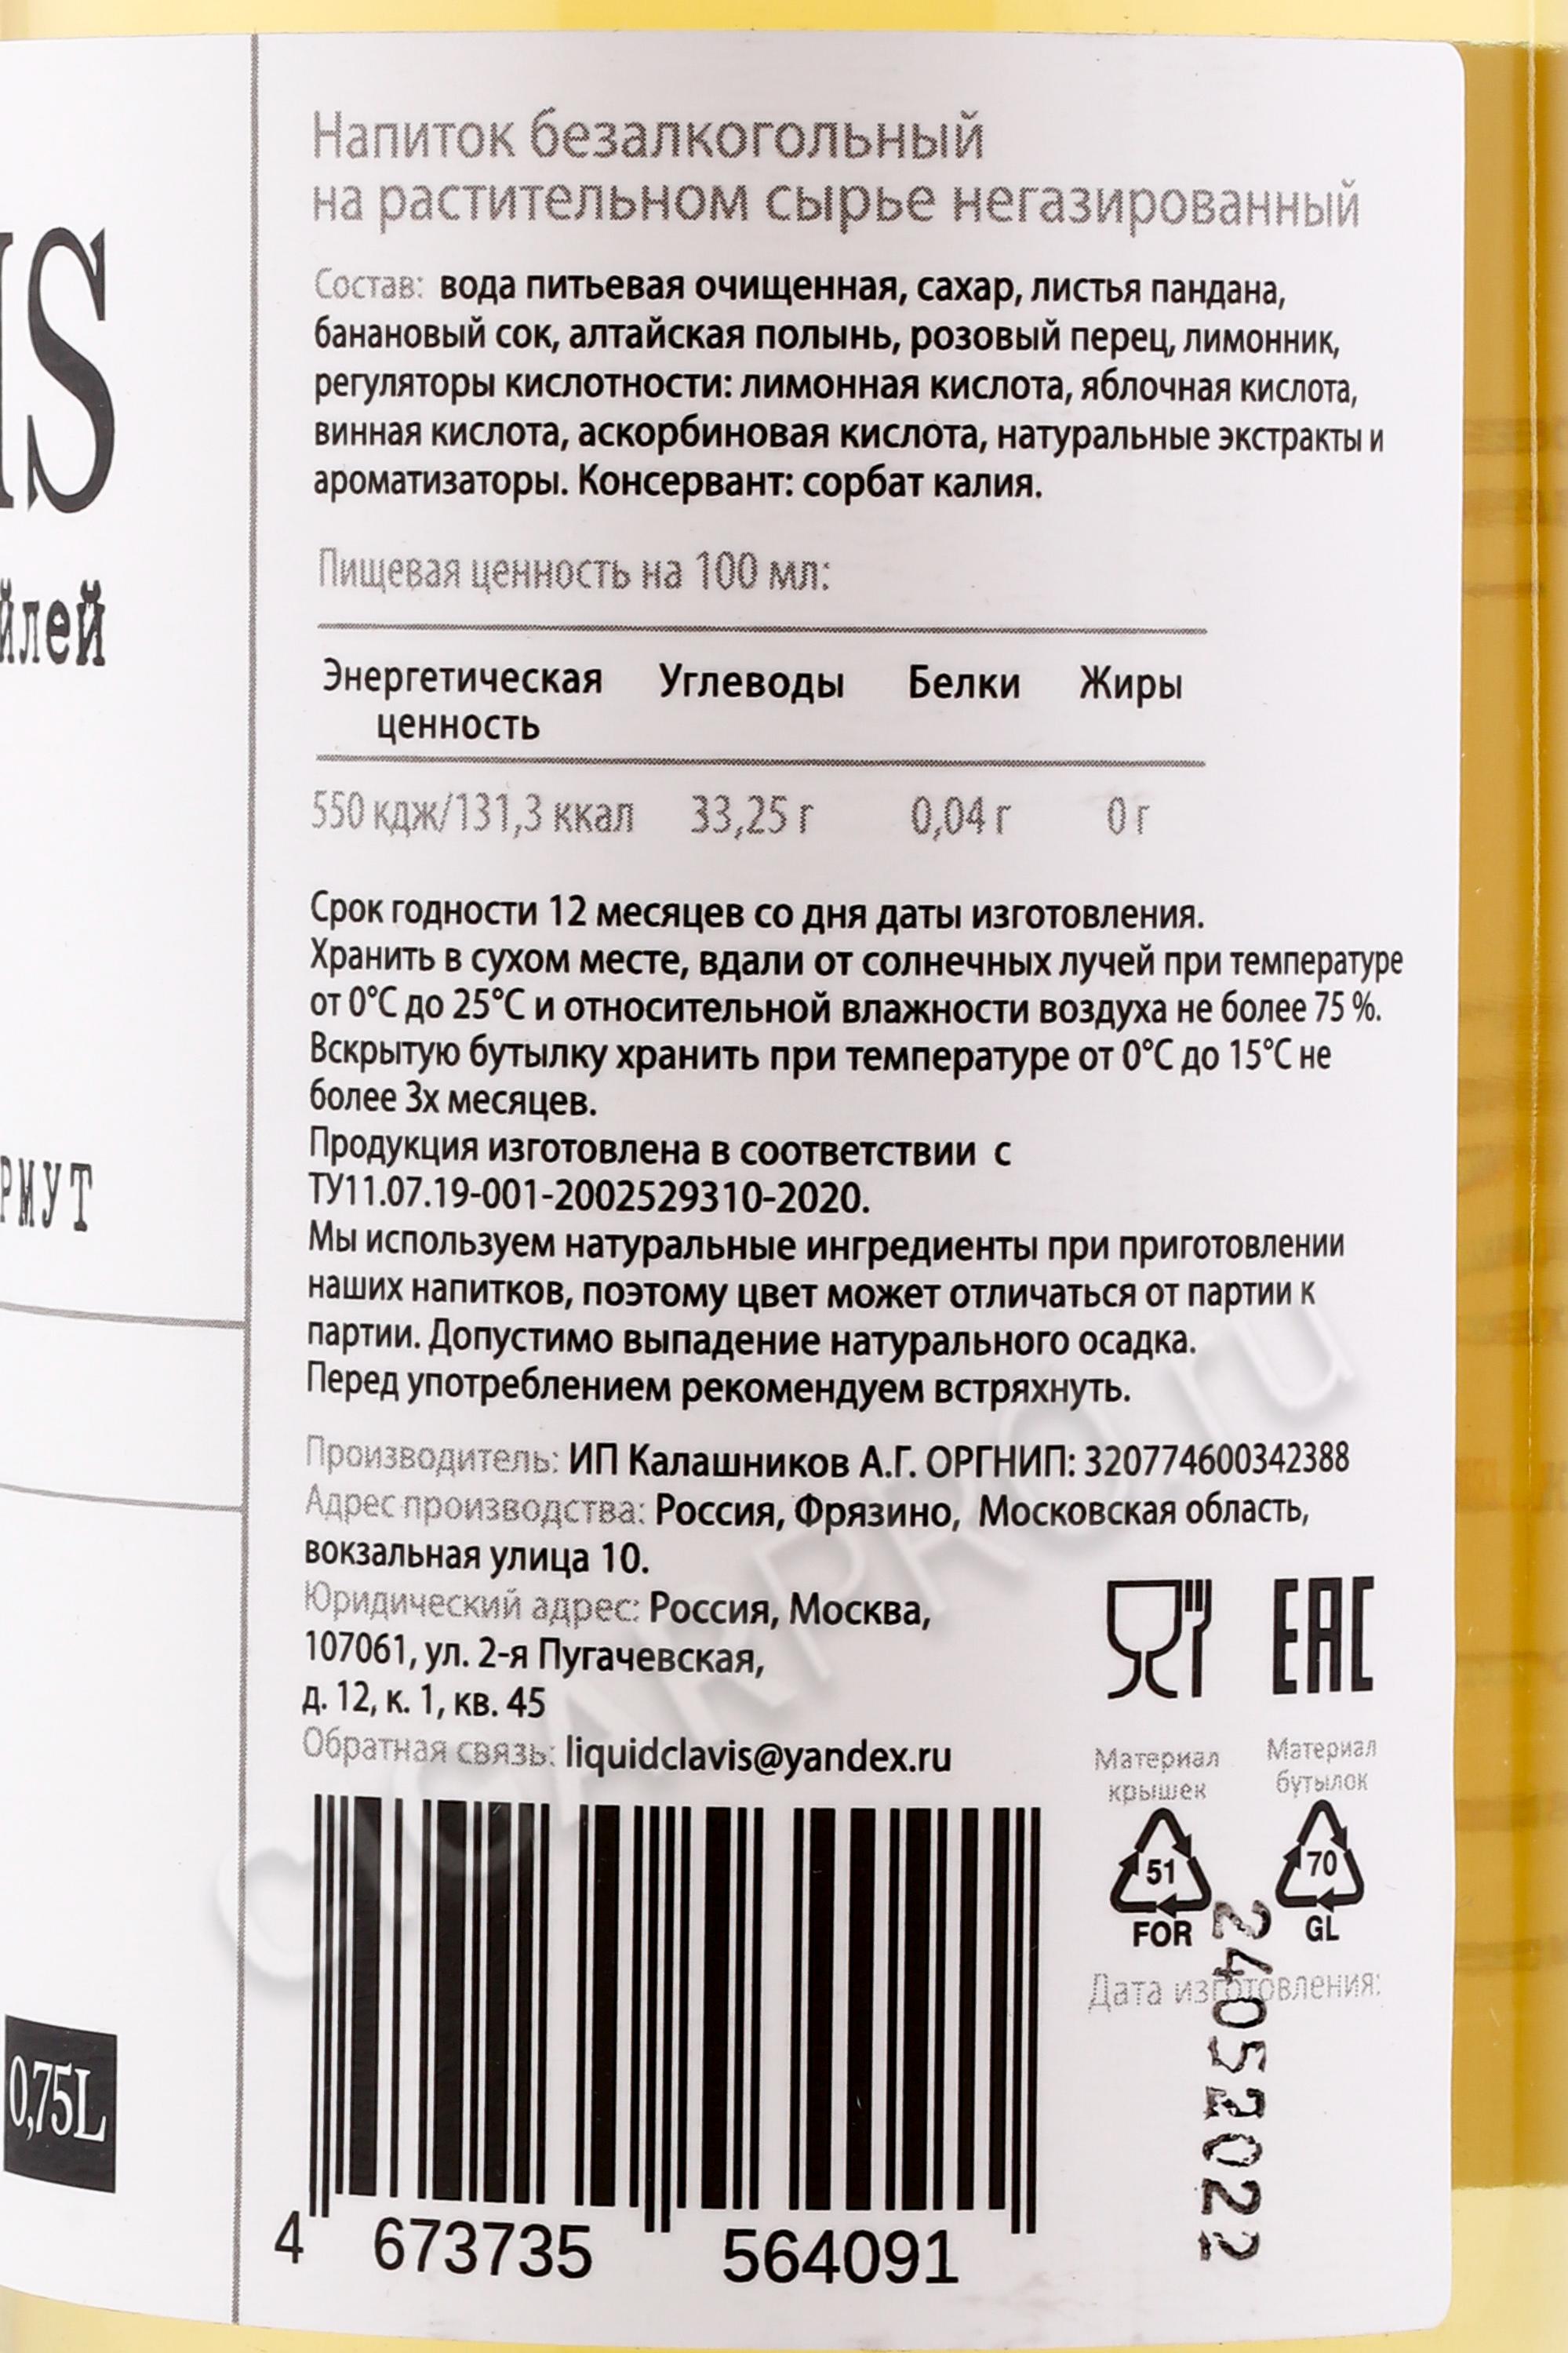 IS
йлей
РМУТ
0,75L
Напиток безалкогольный
на растительном сырье негазированный
Состав: вода питьевая очищенная, сахар, листья пандана,
банановый сок, алтайская полынь, розовый перец, лимонник,
регуляторы кислотности: лимонная кислота, яблочная кислота,
винная кислота, аскорбиновая кислота, натуральные экстракты и
ароматизаторы. Консервант: сорбат калия.
Пищевая ценность на 100 мл:
Энергетическая Углеводы Белки Жиры
ценность
550 кдж/131,3 ккал 33,25 г 0,04 г 0 г
Срок годности 12 месяцев со дня даты изготовления.
Хранить в сухом месте, вдали от солнечных лучей при температуре
от 0°C до 25°C и относительной влажности воздуха не более 75 %.
Вскрытую бутылку хранить при температуре от 0°C до 15°C не
более 3х месяцев.
Продукция изготовлена в соответствии с
ТУ11.07.19-001-2002529310-2020.
Мы используем натуральные ингредиенты при приготовлении
наших напитков, поэтому цвет может отличаться от партии к
партии. Допустимо выпадение натурального осадка.
Перед употреблением рекомендуем встряхнуть.
Производитель: ИП Калашников А.Г. ОРГНИП: 320774600342388
Адрес производства: Россия, Фрязино, Московская область,
вокзальная улица 10.
Юридический адрес: Россия, Москва,
107061, ул. 2-я Пугачевская,
д. 12, к. 1, кв. 45
Обратная связь: liquidclavis@yandex.ru
EAC
Материал
крышек
Материал
бутылок
51
FOR
70
GL
Дата изготовления:
24052022
4 673735 564091
CIGARPRO.ru